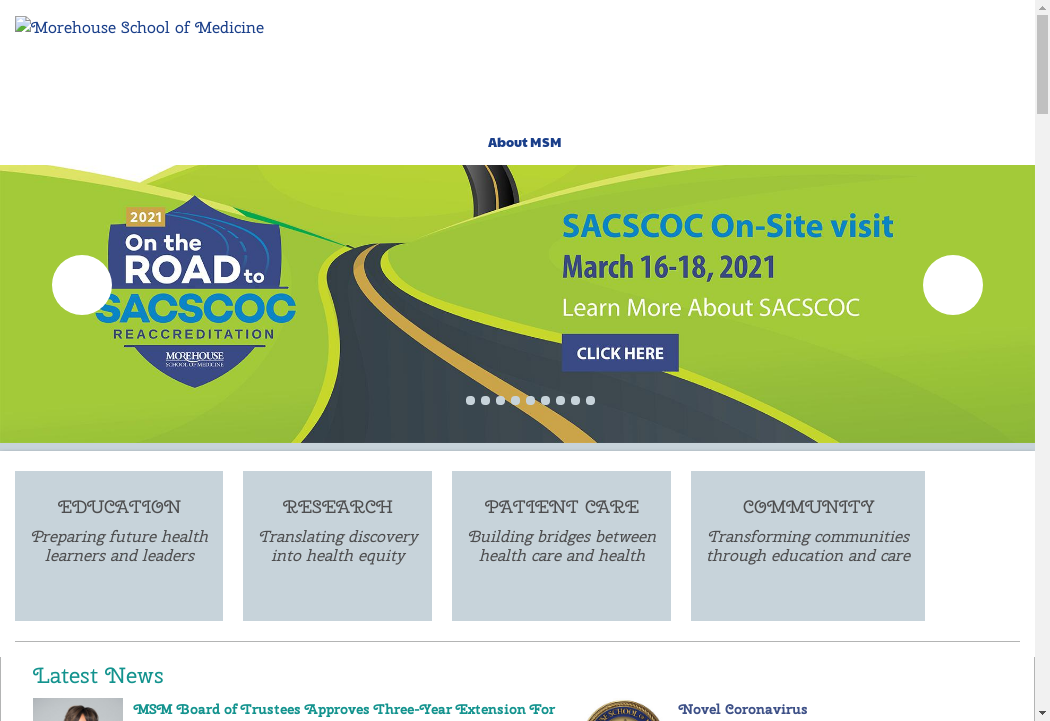 Morehouse School of Medicine
About MSM
2021
On the
ROAD to
SACSCOC
REACCREDITATION
MOREHOUSE
SCHOOL OF MEDICINE
SACSCOC On-Site visit
March 16-18, 2021
Learn More About SACSCOC
CLICK HERE
EDUCATION
Preparing future health
learners and leaders
RESEARCH
Translating discovery
into health equity
PATIENT CARE
Building bridges between
health care and health
COMMUNITY
Transforming communities
through education and care
Latest News
MSM Board of Trustees Approves Three-Year Extension For
Novel Coronavirus